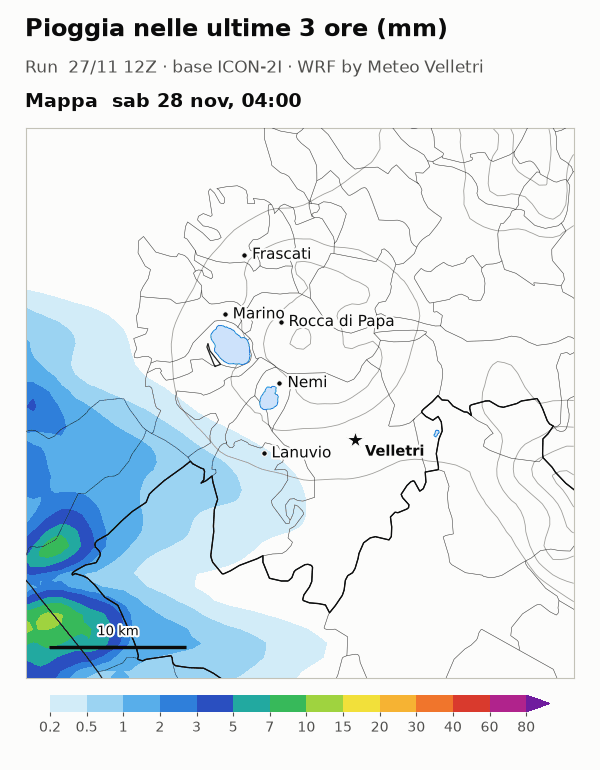 Pioggia nelle ultime 3 ore (mm)
Run  27/11 12Z · base ICON-2I · WRF by Meteo Velletri
Mappa  sab 28 nov, 04:00
Frascati
Marino
Rocca di Papa
Nemi
Velletri
Lanuvio
10 km
0.2 0.5 1 2 3 5 7 10 15 20 30 40 60 80